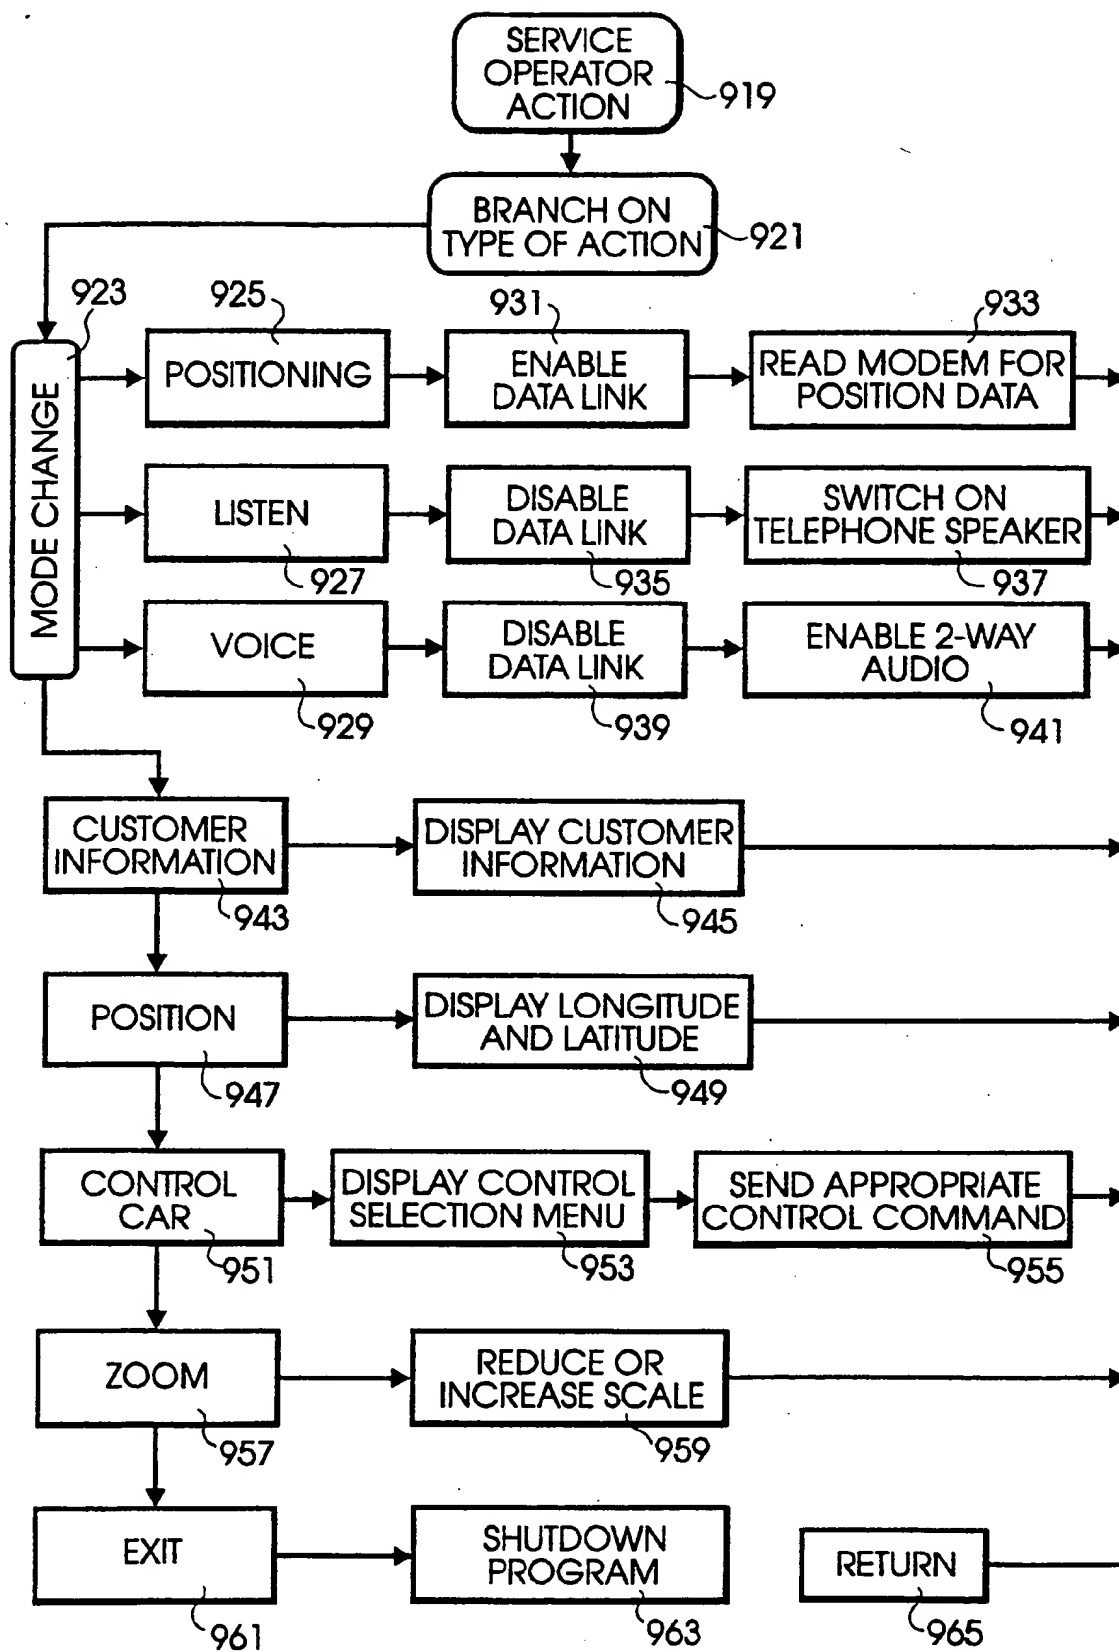 SERVICE
OPERATOR
ACTION
919
BRANCH ON
TYPE OF ACTION
921
923
MODE CHANGE
925
POSITIONING
931
ENABLE
DATA LINK
933
READ MODEM FOR
POSITION DATA
LISTEN
927
DISABLE
DATA LINK
935
SWITCH ON
TELEPHONE SPEAKER
937
VOICE
929
DISABLE
DATA LINK
939
ENABLE 2-WAY
AUDIO
941
CUSTOMER
INFORMATION
943
DISPLAY CUSTOMER
INFORMATION
945
POSITION
947
DISPLAY LONGITUDE
AND LATITUDE
949
CONTROL
CAR
951
DISPLAY CONTROL
SELECTION MENU
953
SEND APPROPRIATE
CONTROL COMMAND
955
ZOOM
957
REDUCE OR
INCREASE SCALE
959
EXIT
961
SHUTDOWN
PROGRAM
963
RETURN
965